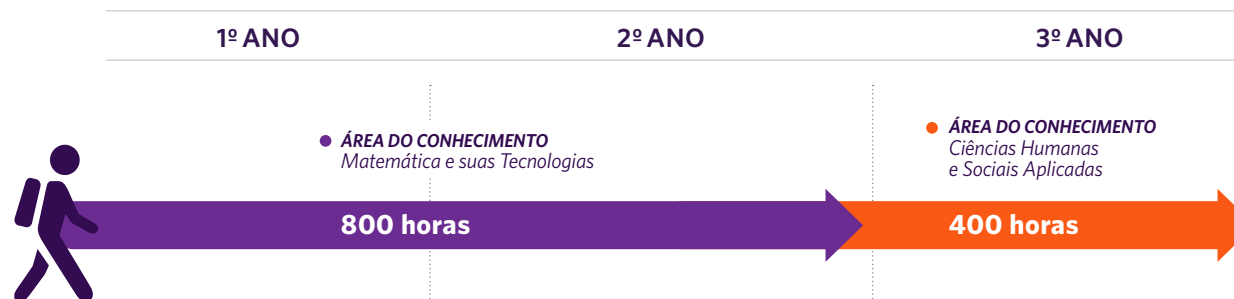 1º ANO
2º ANO
3º ANO
ÁREA DO CONHECIMENTO
Matemática e suas Tecnologias
ÁREA DO CONHECIMENTO
Ciências Humanas
e Sociais Aplicadas
800 horas
400 horas